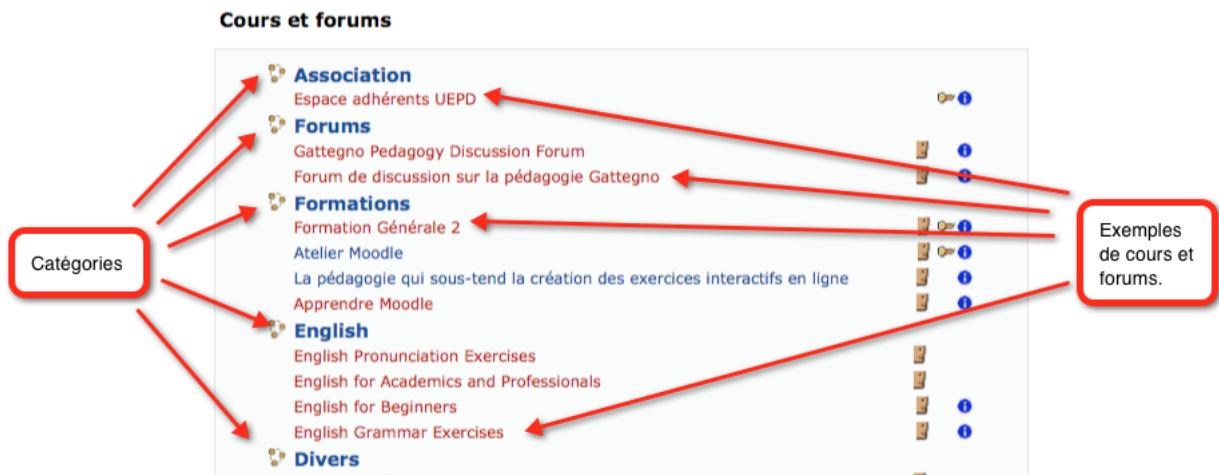 Cours et forums
Association
Espace adhérents UEPD
Forums
Gattegno Pedagogy Discussion Forum
Forum de discussion sur la pédagogie Gattegno
Formations
Formation Générale 2
Atelier Moodle
La pédagogie qui sous-tend la création des exercices interactifs en ligne
Apprendre Moodle
English
English Pronunciation Exercises
English for Academics and Professionals
English for Beginners
English Grammar Exercises
Divers
Catégories
Exemples
de cours et
forums.